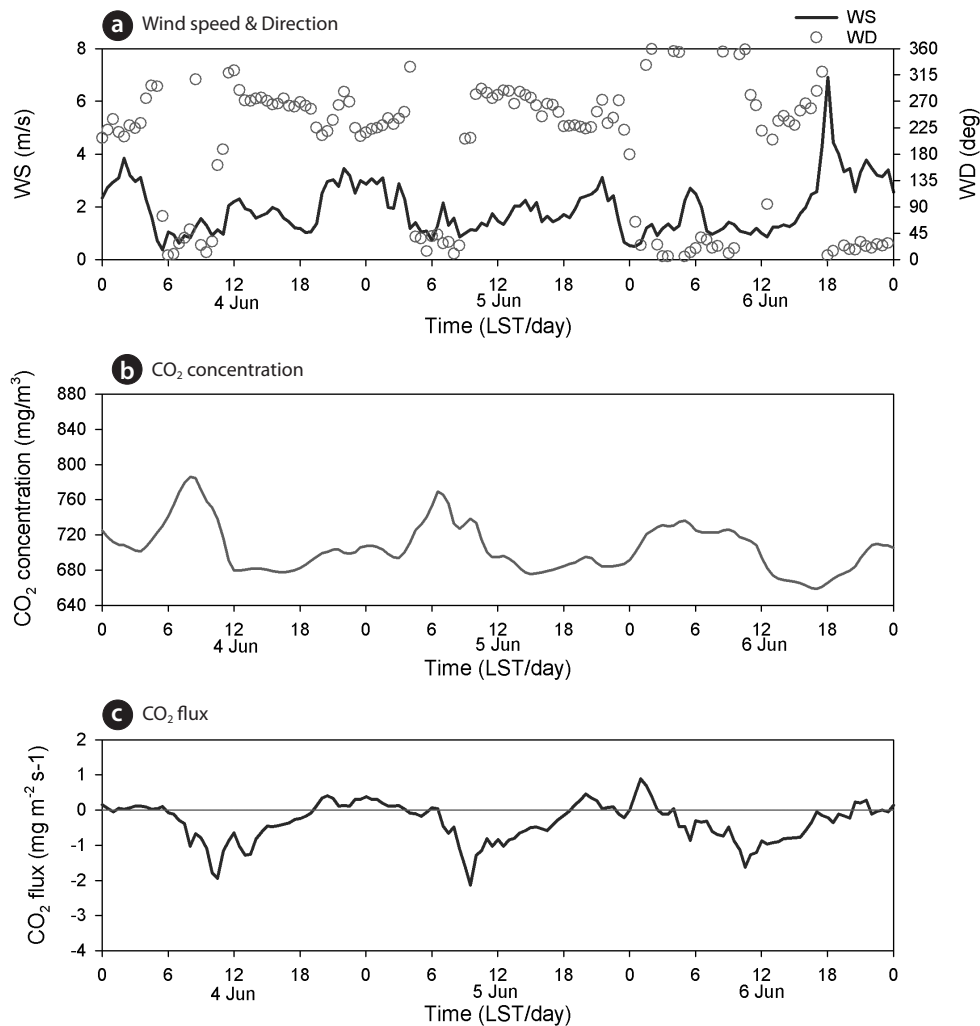 a Wind speed & Direction
WS
WD
WS (m/s)
8
6
4
2
0
360
315
270
225
180
135
90
45
0
WD (deg)
0 6 12 18 0 6 12 18 0 6 12 18 0
4 Jun 5 Jun 6 Jun
Time (LST/day)
b CO₂ concentration
CO₂ concentration (mg/m³)
880
840
800
760
720
680
640
0 6 12 18 0 6 12 18 0 6 12 18 0
4 Jun 5 Jun 6 Jun
Time (LST/day)
c CO₂ flux
CO₂ flux (mg m⁻² s-1)
2
1
0
-1
-2
-3
-4
0 6 12 18 0 6 12 18 0 6 12 18 0
4 Jun 5 Jun 6 Jun
Time (LST/day)